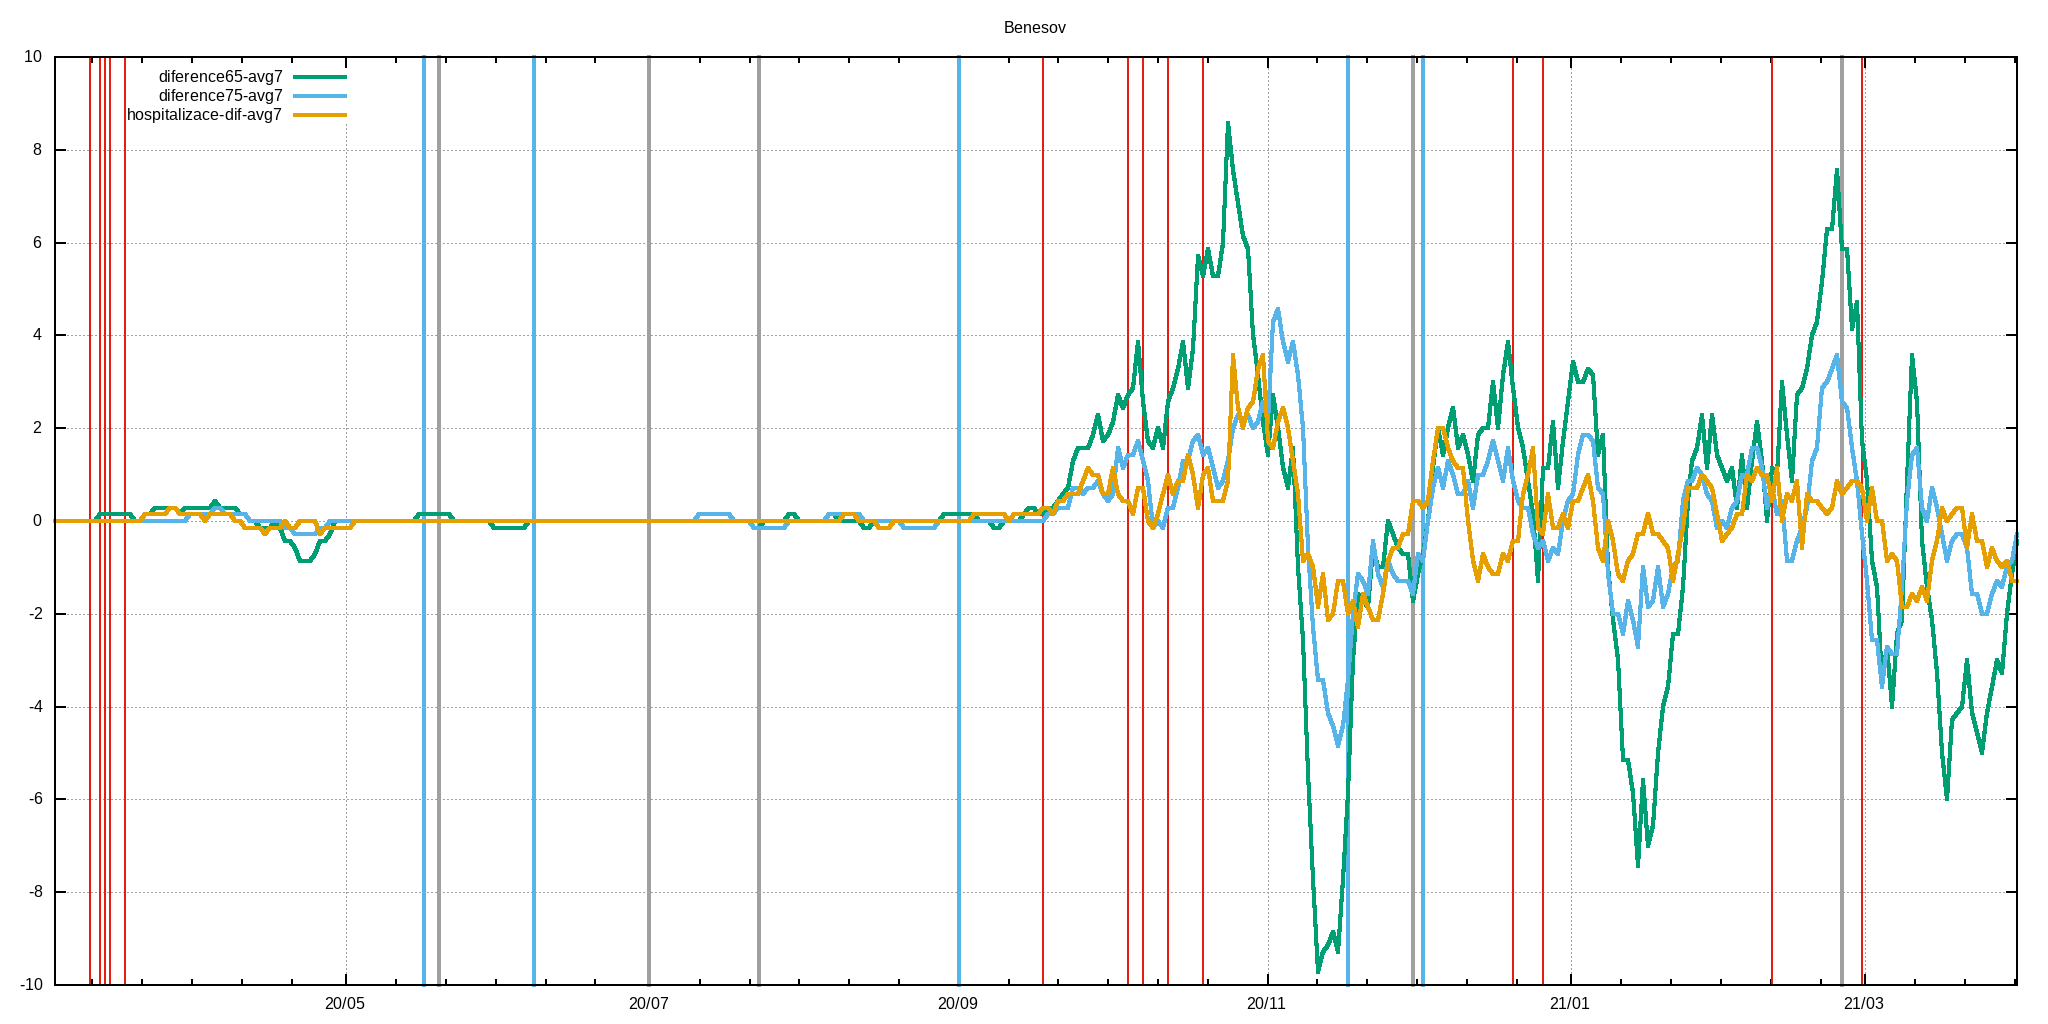 Benesov
diference65-avg7
diference75-avg7
hospitalizace-dif-avg7
10
8
6
4
2
0
-2
-4
-6
-8
-10
20/05 20/07 20/09 20/11 21/01 21/03